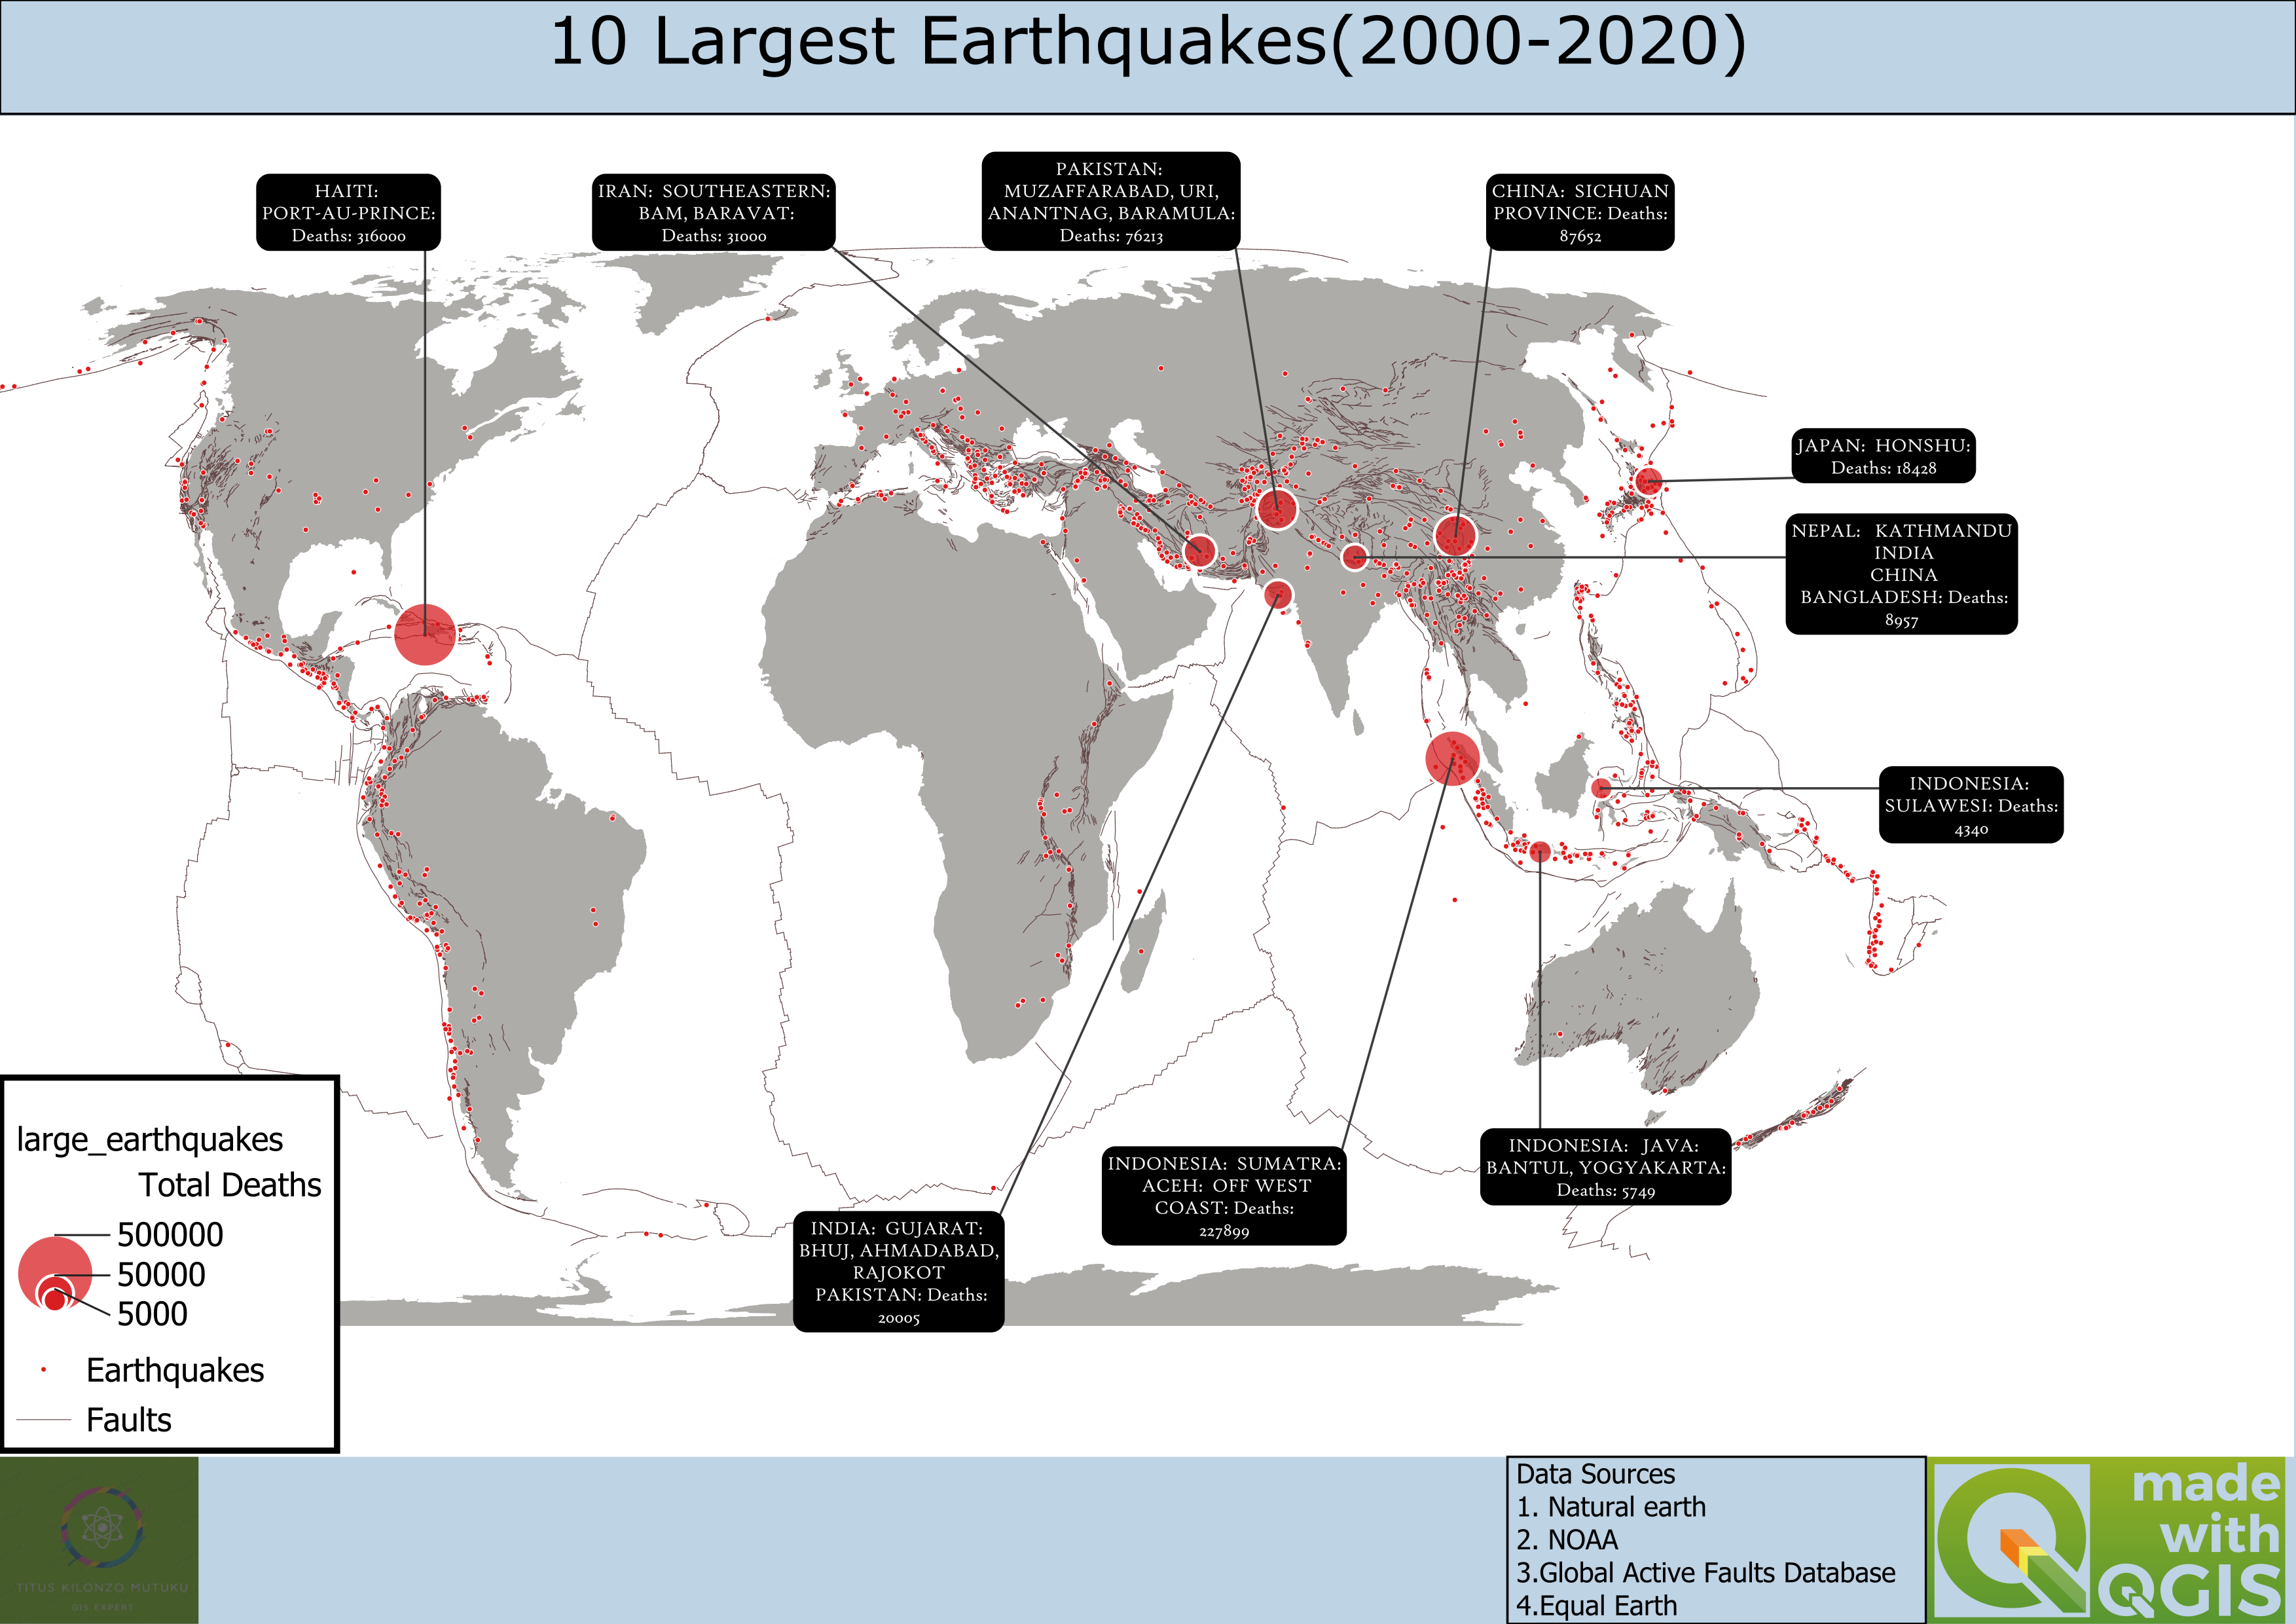 10 Largest Earthquakes(2000-2020)
HAITI:
PORT-AU-PRINCE:
Deaths: 316000
IRAN: SOUTHEASTERN:
BAM, BARAVAT:
Deaths: 31000
PAKISTAN:
MUZAFFARABAD, URI,
ANANTNAG, BARAMULA:
Deaths: 76213
CHINA: SICHUAN
PROVINCE: Deaths:
87652
JAPAN: HONSHU:
Deaths: 18428
NEPAL: KATHMANDU
INDIA
CHINA
BANGLADESH: Deaths:
8957
INDONESIA:
SULAWESI: Deaths:
4340
INDONESIA: JAVA:
BANTUL, YOGYAKARTA:
Deaths: 5749
INDONESIA: SUMATRA:
ACEH: OFF WEST
COAST: Deaths:
227899
INDIA: GUJARAT:
BHUJ, AHMADABAD,
RAJOKOT
PAKISTAN: Deaths:
20005
large_earthquakes
Total Deaths
500000
50000
5000
Earthquakes
Faults
TITUS KILONZO MUTUKU
GIS EXPERT
Data Sources
1. Natural earth
2. NOAA
3.Global Active Faults Database
4.Equal Earth
made
with
QGIS